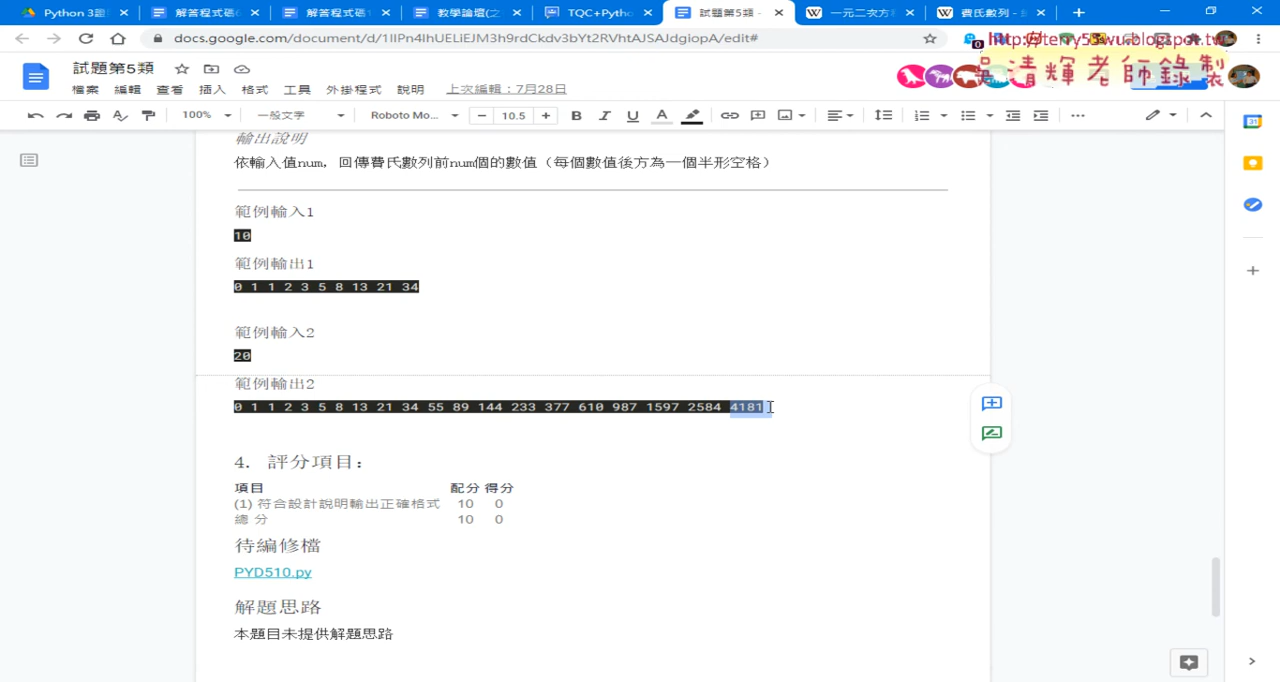 Python 3證
解答程式碼6
解答程式碼1
教學論壇(之
TQC+Pytho
試題第5類 -
一元二次方
費氏數列 -
docs.google.com/document/d/1lIPn4lhUELiEJM3h9rdCkdv3bYt2RVhtAJSAJdgiopA/edit#
http://terry55wu.blogspot.tw
吳清輝老師錄製
試題第5類
檔案 編輯 查看 插入 格式 工具 外掛程式 說明 上次編輯：7月28日
100% 一般文字 Roboto Mo... 10.5 B I U A
輸出說明
依輸入值num，回傳費氏數列前num個的數值（每個數值後方為一個半形空格）
範例輸入1
10
範例輸出1
0 1 1 2 3 5 8 13 21 34
範例輸入2
20
範例輸出2
0 1 1 2 3 5 8 13 21 34 55 89 144 233 377 610 987 1597 2584 4181
4. 評分項目：
項目 配分 得分
(1) 符合設計說明輸出正確格式 10 0
總 分 10 0
待編修檔
PYD510.py
解題思路
本題目未提供解題思路